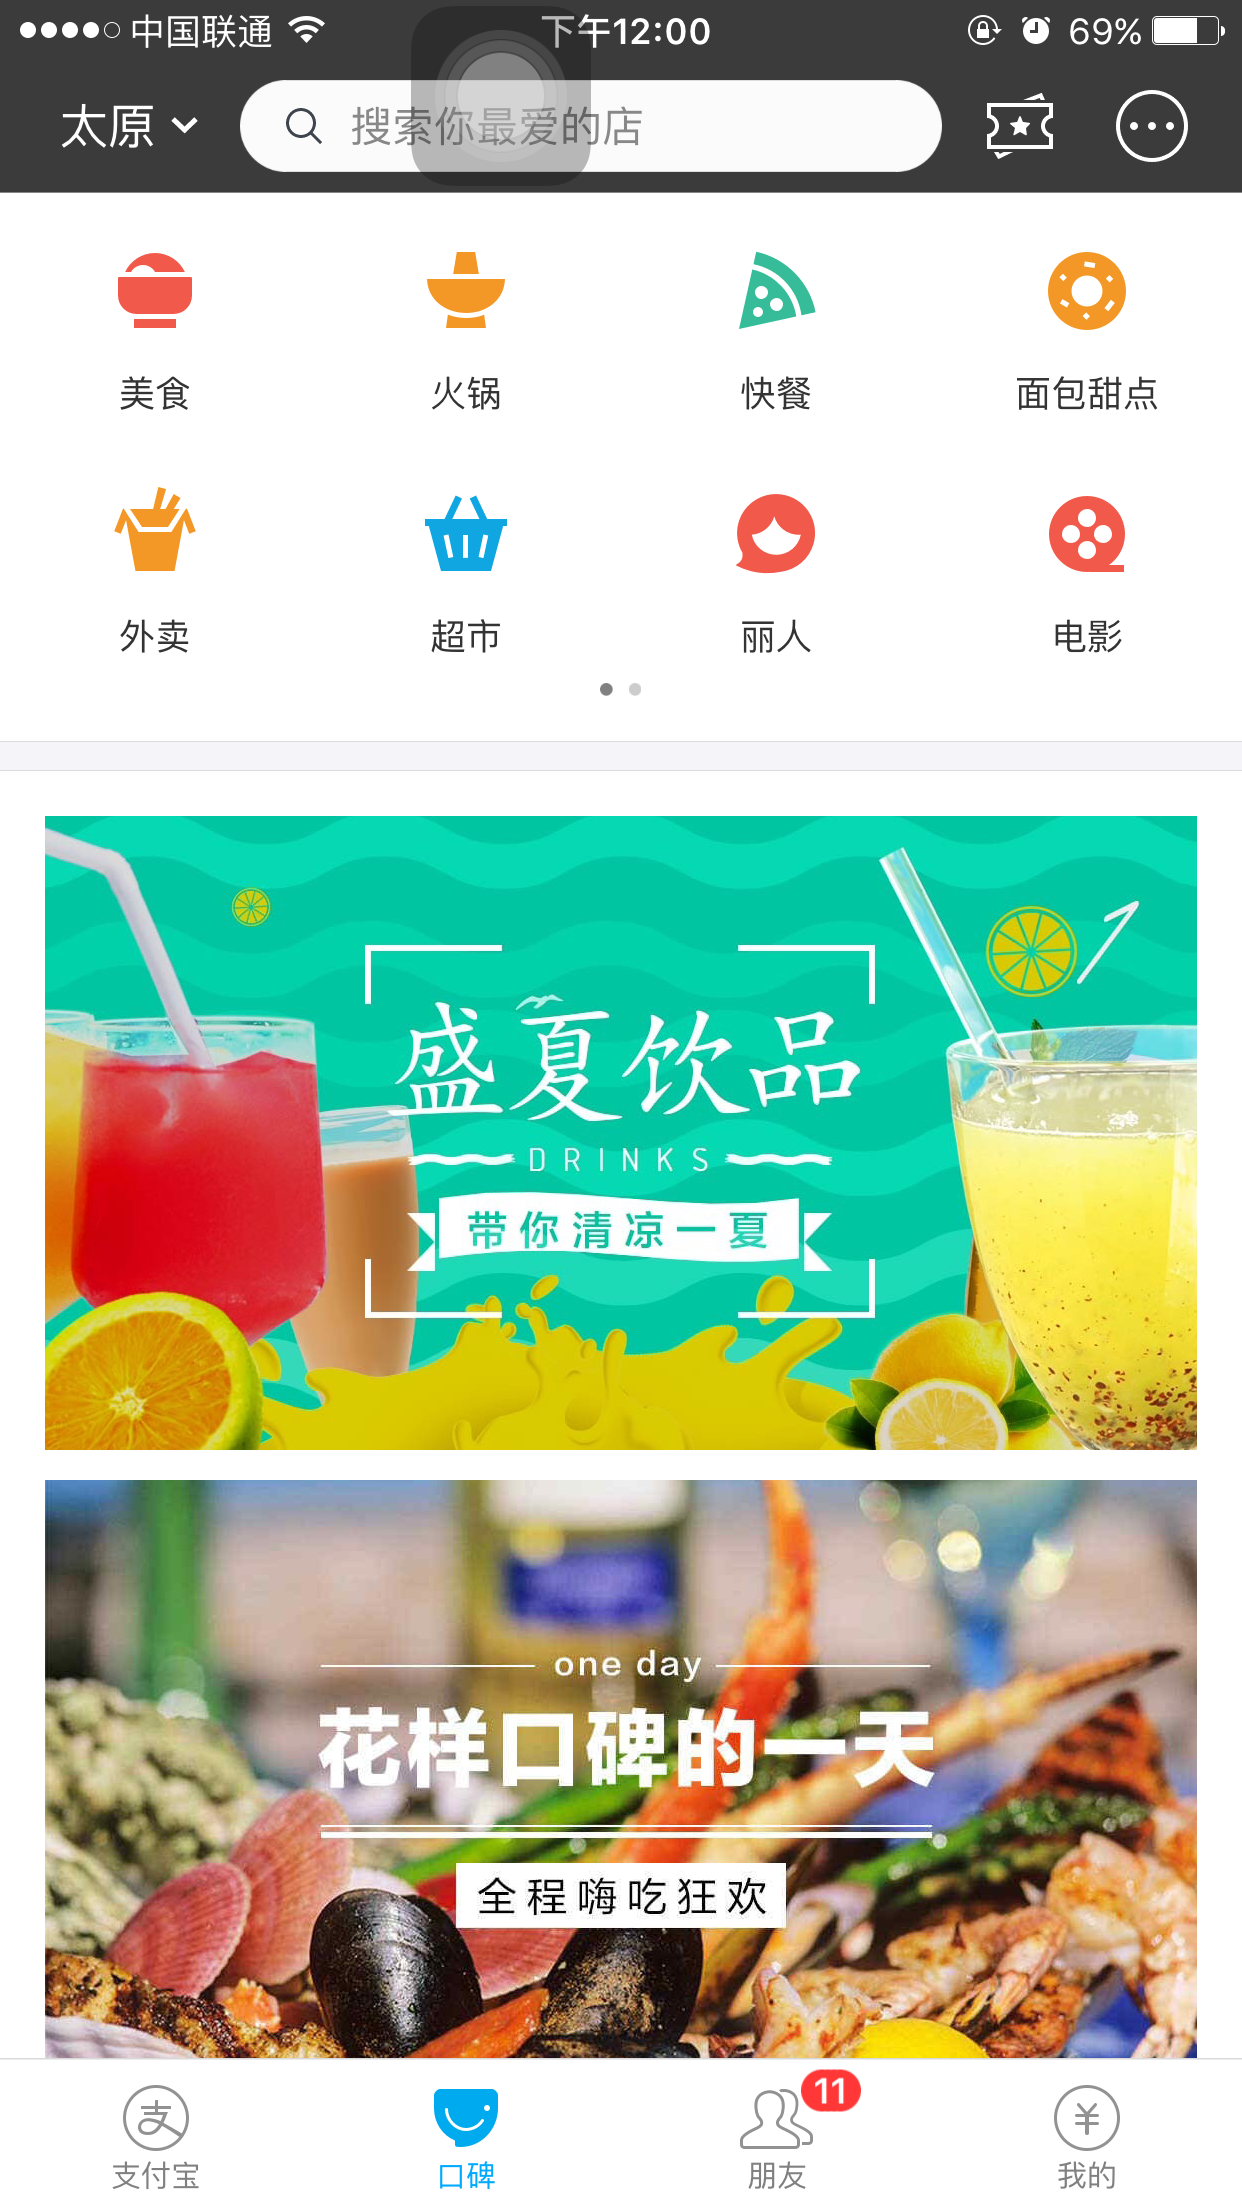 中国联通 下午12:00 69%
太原 搜索你最爱的店
美食 火锅 快餐 面包甜点
外卖 超市 丽人 电影
盛夏饮品
DRINKS
带你清凉一夏
one day
花样口碑的一天
全程嗨吃狂欢
11
支付宝 口碑 朋友 我的